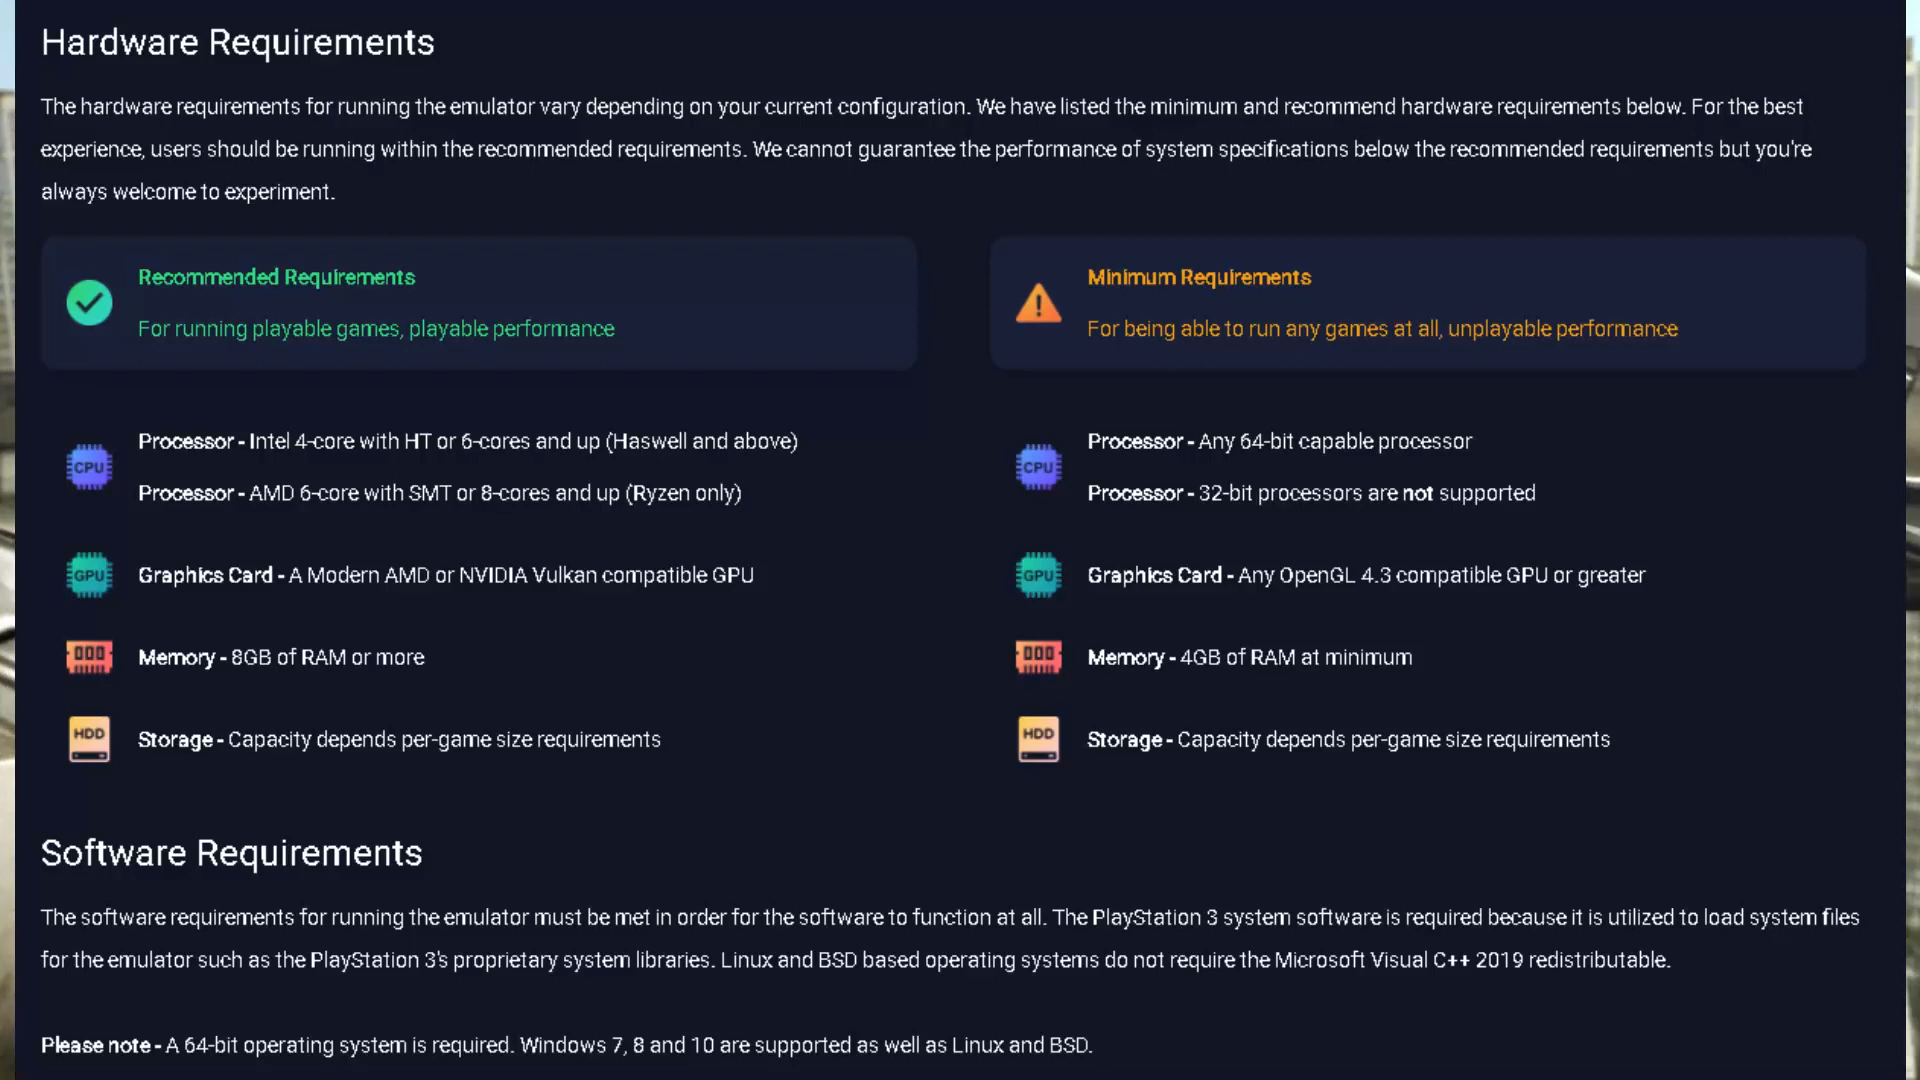 Hardware Requirements
The hardware requirements for running the emulator vary depending on your current configuration. We have listed the minimum and recommend hardware requirements below. For the best
experience, users should be running within the recommended requirements. We cannot guarantee the performance of system specifications below the recommended requirements but you're
always welcome to experiment.
Recommended Requirements
For running playable games, playable performance
CPU
Processor - Intel 4-core with HT or 6-cores and up (Haswell and above)
Processor - AMD 6-core with SMT or 8-cores and up (Ryzen only)
GPU
Graphics Card - A Modern AMD or NVIDIA Vulkan compatible GPU
Memory - 8GB of RAM or more
HDD
Storage - Capacity depends per-game size requirements
Minimum Requirements
For being able to run any games at all, unplayable performance
CPU
Processor - Any 64-bit capable processor
Processor - 32-bit processors are not supported
GPU
Graphics Card - Any OpenGL 4.3 compatible GPU or greater
Memory - 4GB of RAM at minimum
HDD
Storage - Capacity depends per-game size requirements
Software Requirements
The software requirements for running the emulator must be met in order for the software to function at all. The PlayStation 3 system software is required because it is utilized to load system files
for the emulator such as the PlayStation 3's proprietary system libraries. Linux and BSD based operating systems do not require the Microsoft Visual C++ 2019 redistributable.
Please note - A 64-bit operating system is required. Windows 7, 8 and 10 are supported as well as Linux and BSD.